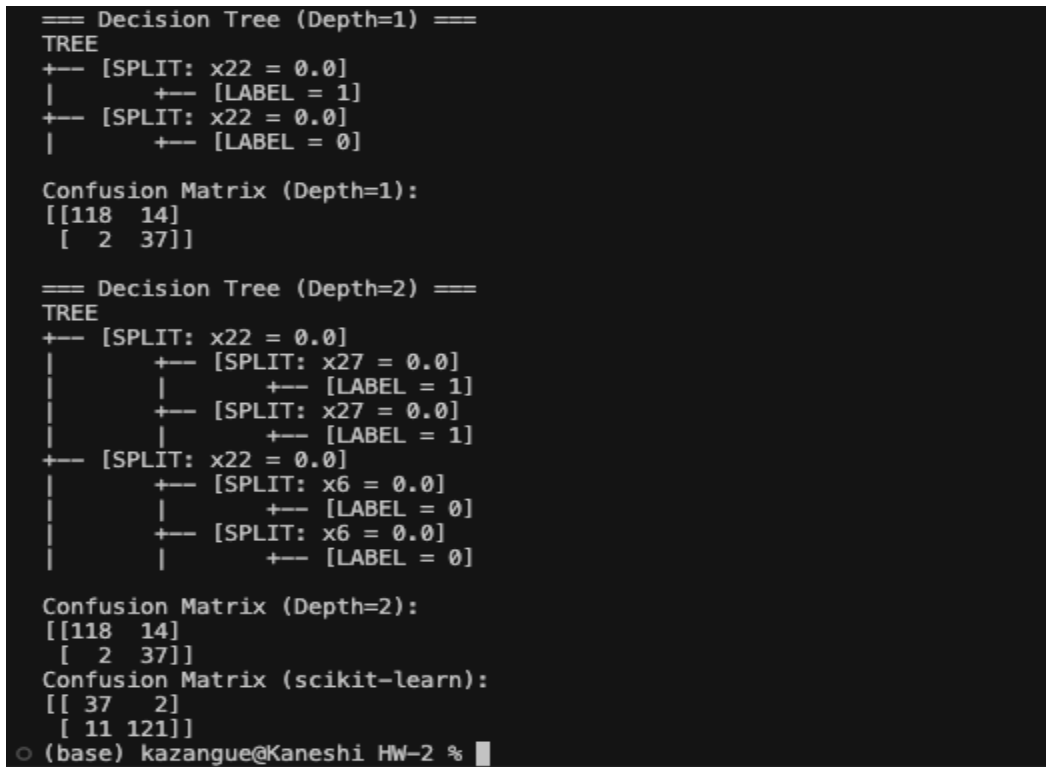 === Decision Tree (Depth=1) ===
TREE
+-- [SPLIT: x22 = 0.0]
|       +-- [LABEL = 1]
+-- [SPLIT: x22 = 0.0]
|       +-- [LABEL = 0]

Confusion Matrix (Depth=1):
[[118  14]
 [  2  37]]

=== Decision Tree (Depth=2) ===
TREE
+-- [SPLIT: x22 = 0.0]
|       +-- [SPLIT: x27 = 0.0]
|       |       +-- [LABEL = 1]
|       +-- [SPLIT: x27 = 0.0]
|       |       +-- [LABEL = 1]
+-- [SPLIT: x22 = 0.0]
|       +-- [SPLIT: x6 = 0.0]
|       |       +-- [LABEL = 0]
|       +-- [SPLIT: x6 = 0.0]
|       |       +-- [LABEL = 0]

Confusion Matrix (Depth=2):
[[118  14]
 [  2  37]]
Confusion Matrix (scikit-learn):
[[ 37   2]
 [ 11 121]]
(base) kazangue@Kaneshi HW-2 %